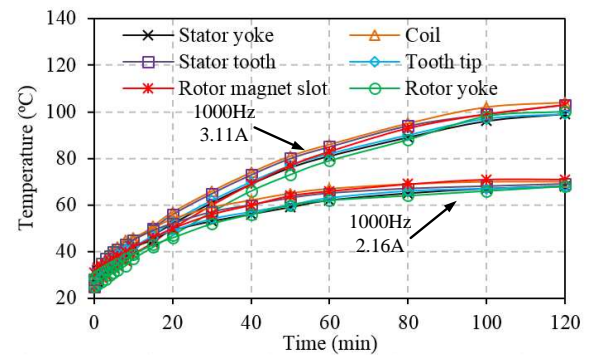 140
120
100
80
60
40
20
Temperature (ºC)
Stator yoke
Coil
Stator tooth
Tooth tip
Rotor magnet slot
Rotor yoke
1000Hz
3.11A
1000Hz
2.16A
0
20
40
60
80
100
120
Time (min)